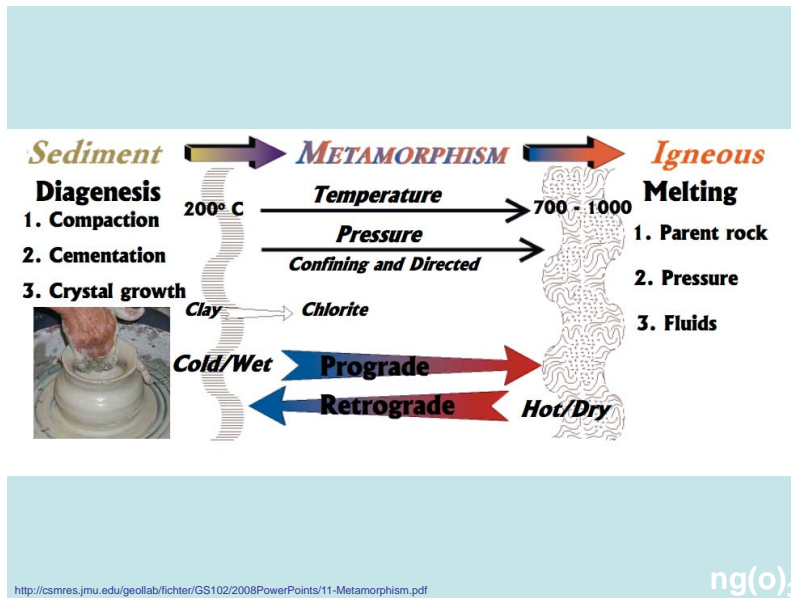 Sediment
METAMORPHISM
Igneous
Diagenesis
1. Compaction
2. Cementation
3. Crystal growth
200º C
Temperature
700 - 1000
Pressure
Confining and Directed
Melting
1. Parent rock
2. Pressure
3. Fluids
Clay
Chlorite
Cold/Wet
Prograde
Retrograde
Hot/Dry
http://csmres.jmu.edu/geollab/fichter/GS102/2008PowerPoints/11-Metamorphism.pdf